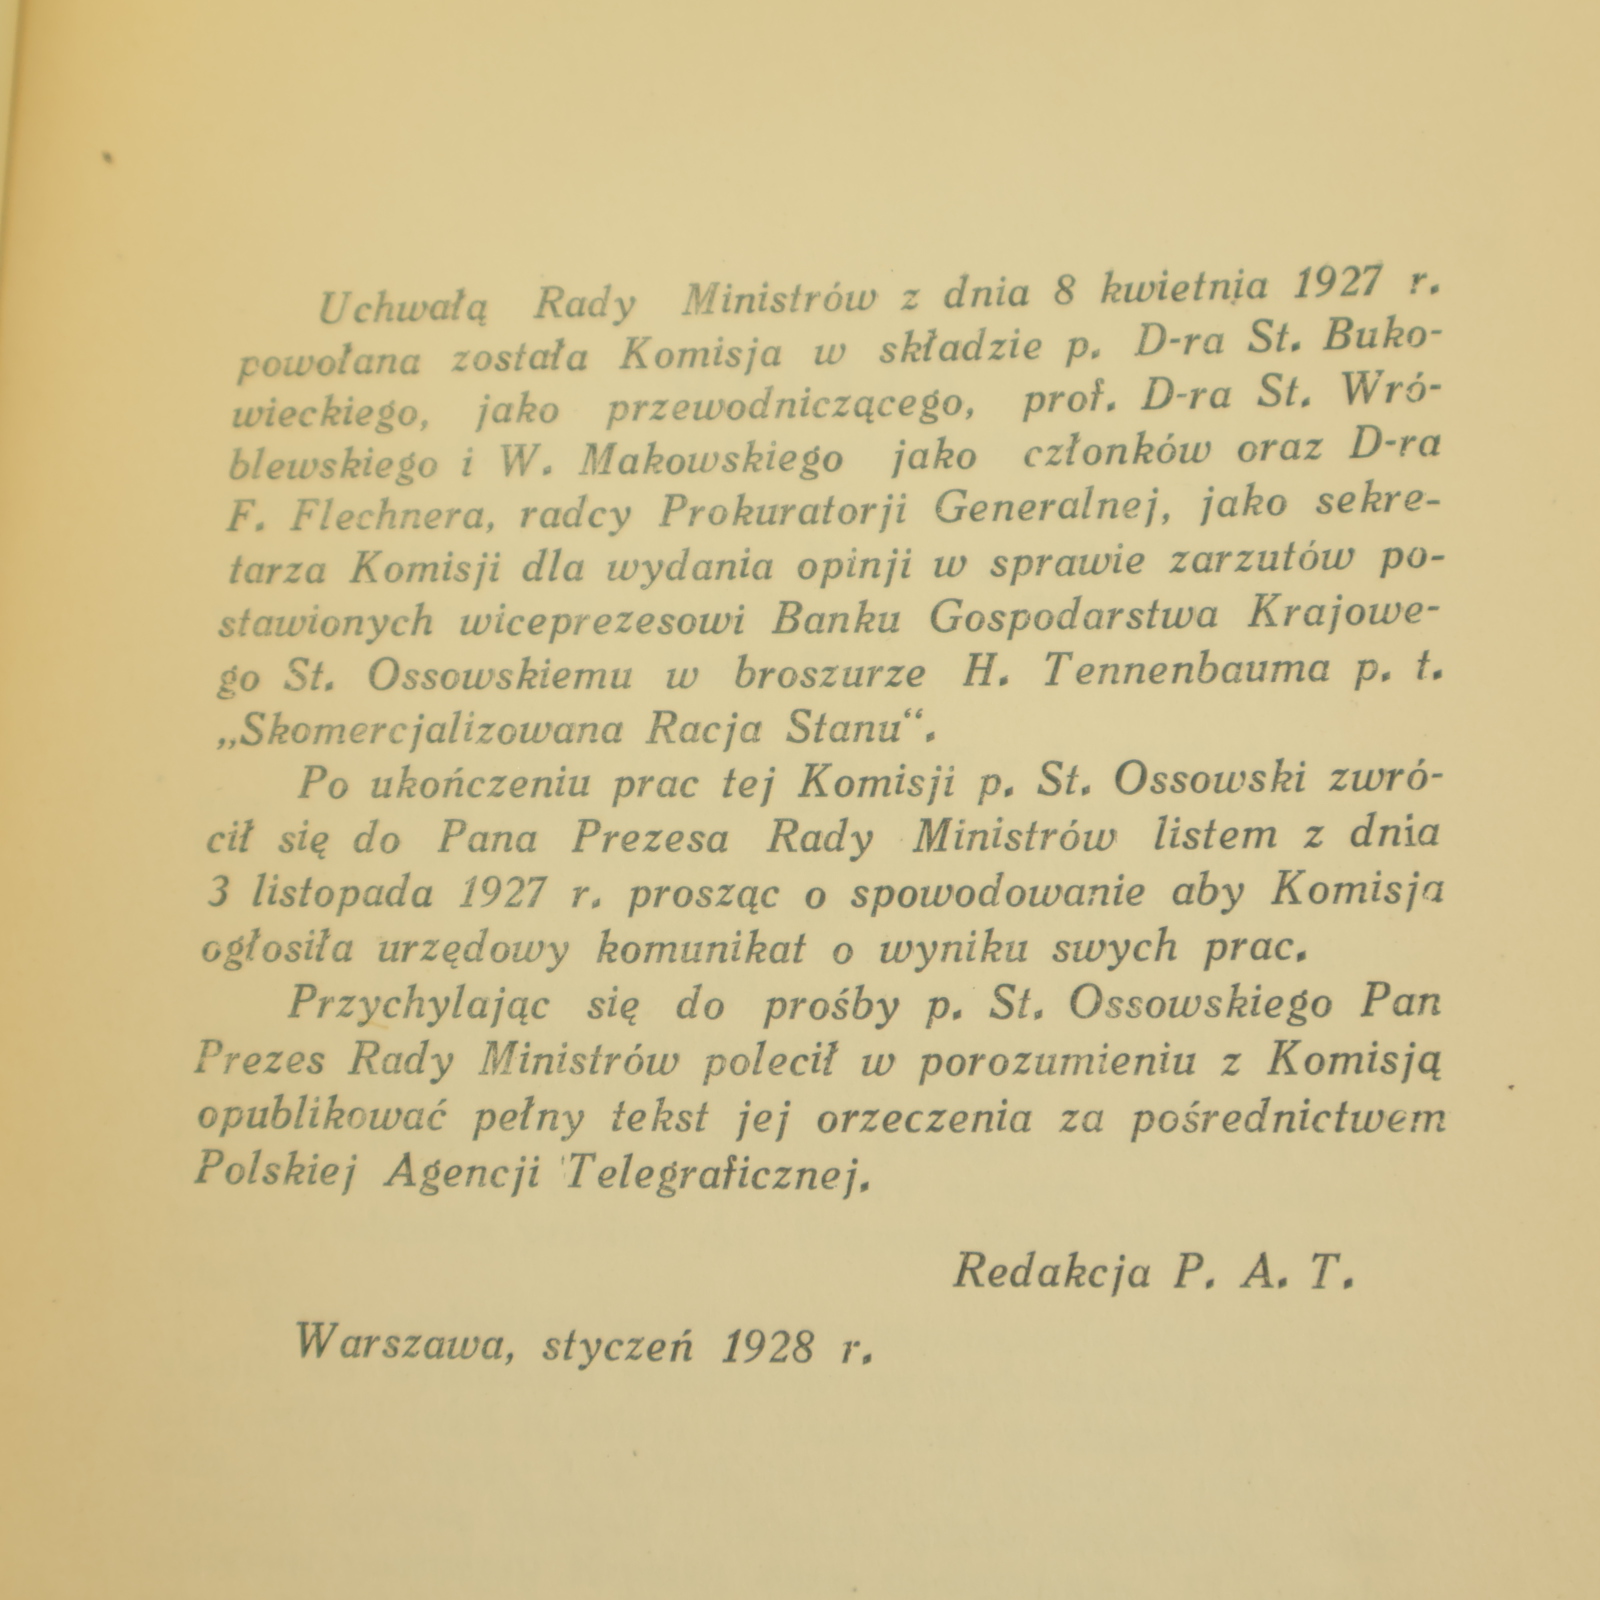 Uchwałą Rady Ministrów z dnia 8 kwietnia 1927 r.
powołana została Komisja w składzie p. D-ra St. Buko-
wieckiego, jako przewodniczącego, prof. D-ra St. Wró-
blewskiego i W. Makowskiego jako członków oraz D-ra
F. Flechnera, radcy Prokuratorji Generalnej, jako sekre-
tarza Komisji dla wydania opinji w sprawie zarzutów po-
stawionych wiceprezesowi Banku Gospodarstwa Krajowe-
go St. Ossowskiemu w broszurze H. Tennenbauma p. t.
„Skomercjalizowana Racja Stanu“.
Po ukończeniu prac tej Komisji p. St. Ossowski zwró-
cił się do Pana Prezesa Rady Ministrów listem z dnia
3 listopada 1927 r. prosząc o spowodowanie aby Komisja
ogłosiła urzędowy komunikat o wyniku swych prac.
Przychylając się do prośby p. St. Ossowskiego Pan
Prezes Rady Ministrów polecił w porozumieniu z Komisją
opublikować pełny tekst jej orzeczenia za pośrednictwem
Polskiej Agencji Telegraficznej.
Redakcja P. A. T.
Warszawa, styczeń 1928 r.